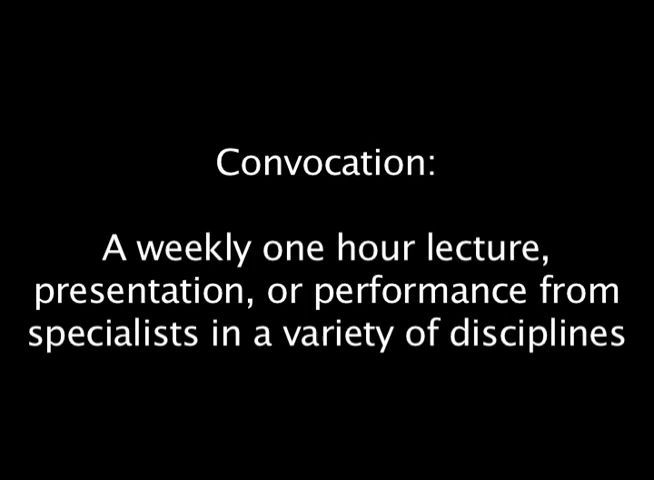 Convocation:
A weekly one hour lecture,
presentation, or performance from
specialists in a variety of disciplines